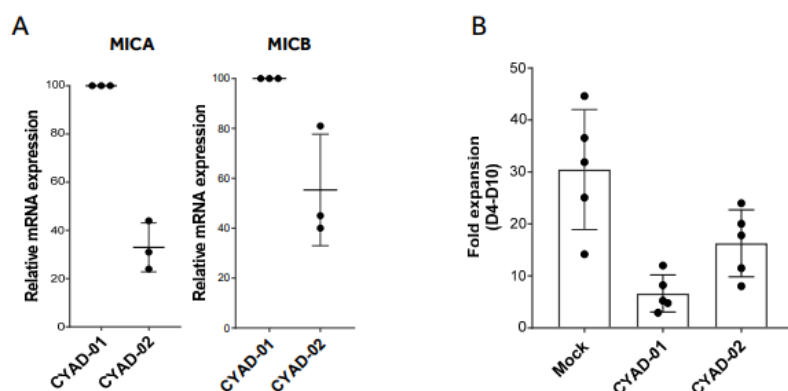 A
MICA
Relative mRNA expression
100
80
60
40
20
0
CYAD-01
CYAD-02
MICB
Relative mRNA expression
100
80
60
40
20
0
CYAD-01
CYAD-02
B
Fold expansion
(D4-D10)
50
40
30
20
10
0
Mock
CYAD-01
CYAD-02